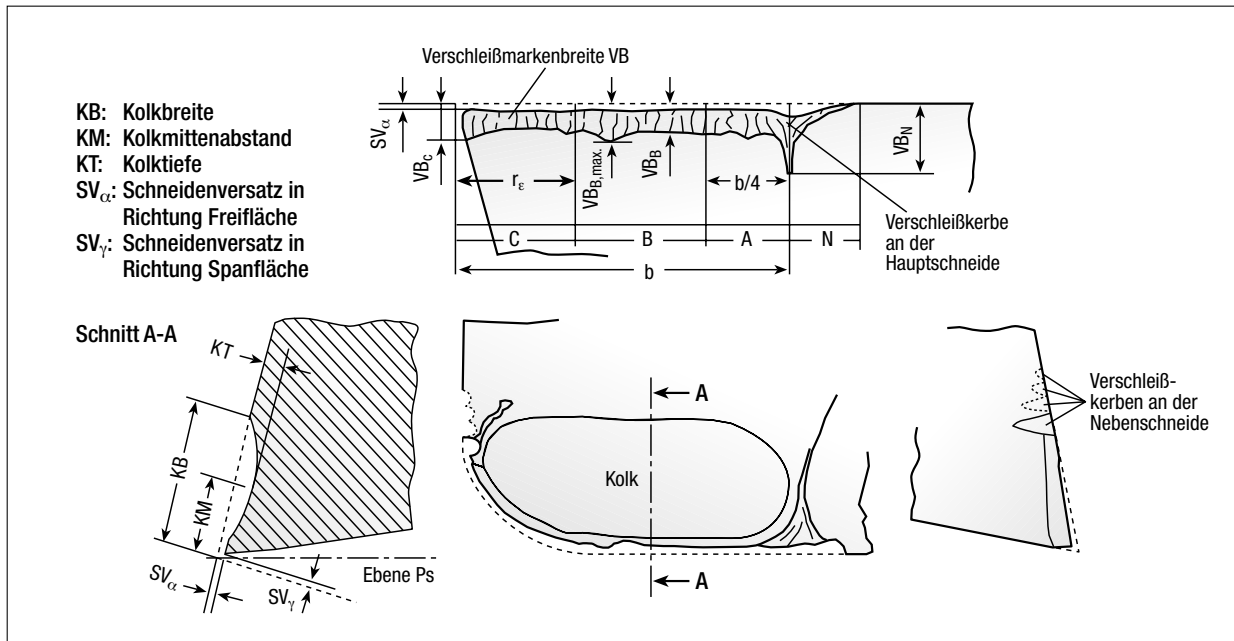 Verschleißmarkenbreite VB
KB: Kolkbreite
KM: Kolkmittenabstand
KT: Kolktiefe
SVα: Schneidenversatz in
Richtung Freifläche
SVγ: Schneidenversatz in
Richtung Spanfläche
SVα
VBc
rε
VBB,max.
VBB
b/4
VBN
C
B
A
N
b
Verschleißkerbe
an der
Hauptschneide
Schnitt A-A
KT
KB
KM
SVα
SVγ
Ebene Ps
A
Kolk
A
Verschleiß-
kerben an der
Nebenschneide